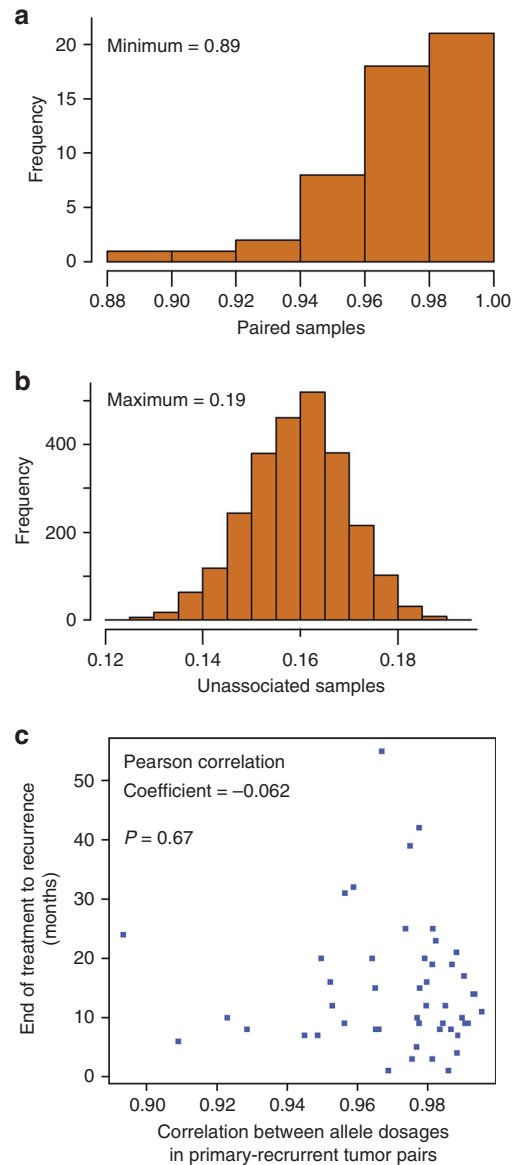 a
Minimum = 0.89
Frequency
20
15
10
5
0
0.88 0.90 0.92 0.94 0.96 0.98 1.00
Paired samples
b
Maximum = 0.19
Frequency
400
200
0
0.12 0.14 0.16 0.18
Unassociated samples
c
Pearson correlation
Coefficient = –0.062
P = 0.67
End of treatment to recurrence
(months)
50
40
30
20
10
0
0.90 0.92 0.94 0.96 0.98
Correlation between allele dosages
in primary-recrurrent tumor pairs